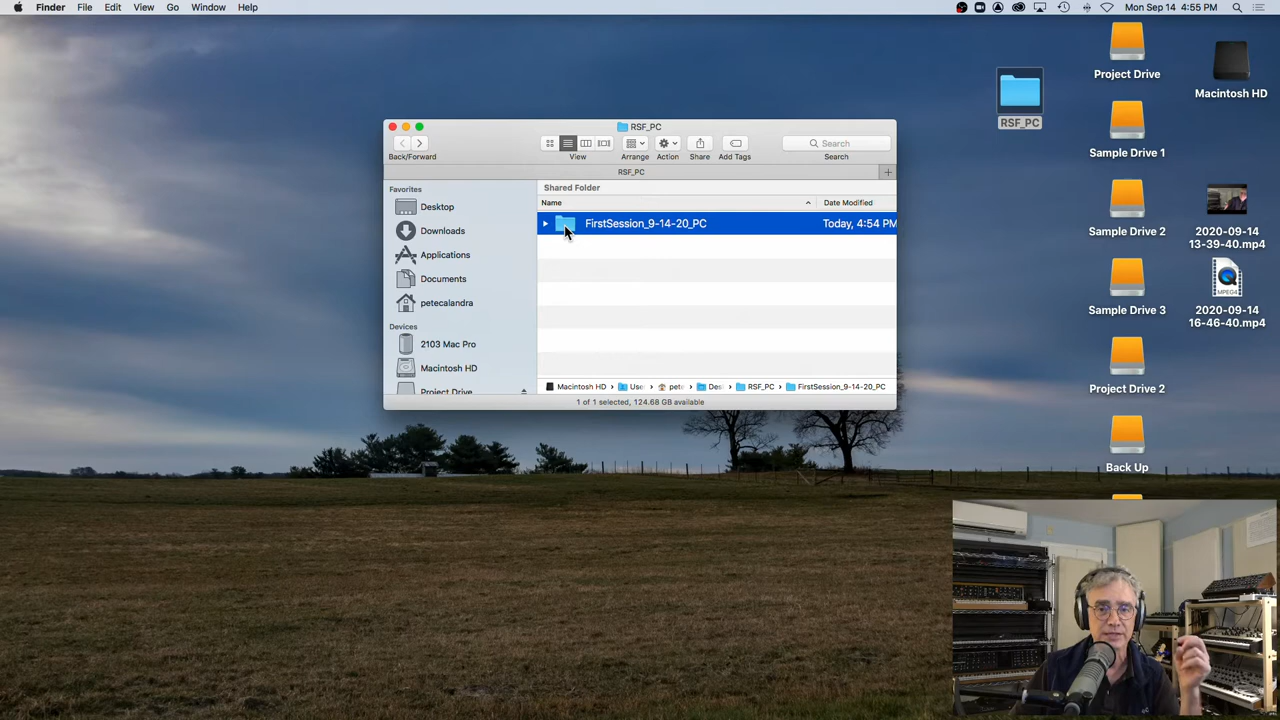 Finder File Edit View Go Window Help
Mon Sep 14 4:55 PM
RSF_PC
Project Drive
Macintosh HD
Sample Drive 1
Sample Drive 2
2020-09-14
13-39-40.mp4
Sample Drive 3
MPEG4
2020-09-14
16-46-40.mp4
Project Drive 2
Back Up
RSF_PC
Search
Back/Forward View Arrange Action Share Add Tags Search
RSF_PC
Favorites
Desktop
Downloads
Applications
Documents
petecalandra
Devices
2103 Mac Pro
Macintosh HD
Project Drive
Shared Folder
Name Date Modified
FirstSession_9-14-20_PC Today, 4:54 PM
Macintosh HD › Use › pet › Des › RSF_PC › FirstSession_9-14-20_PC
1 of 1 selected, 124.68 GB available